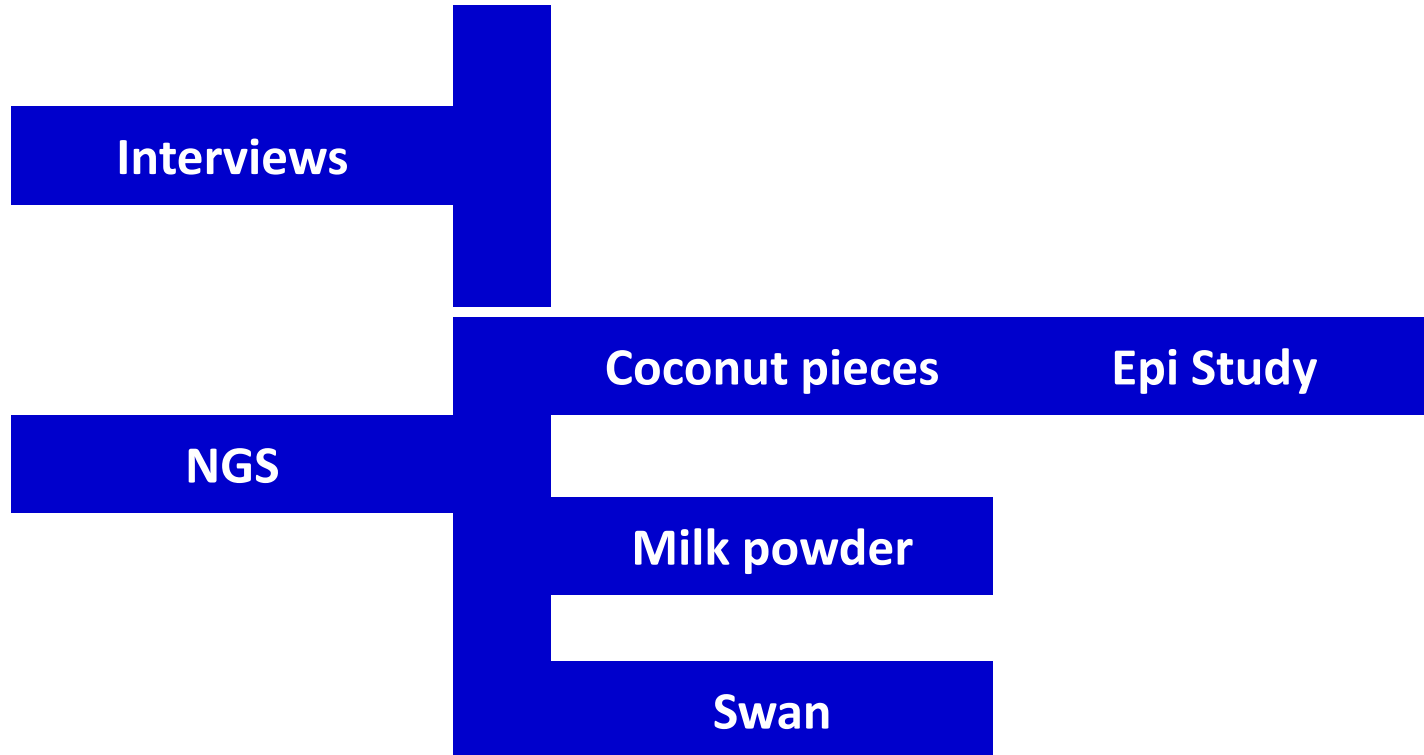 Interviews
Coconut pieces
Epi Study
NGS
Milk powder
Swan